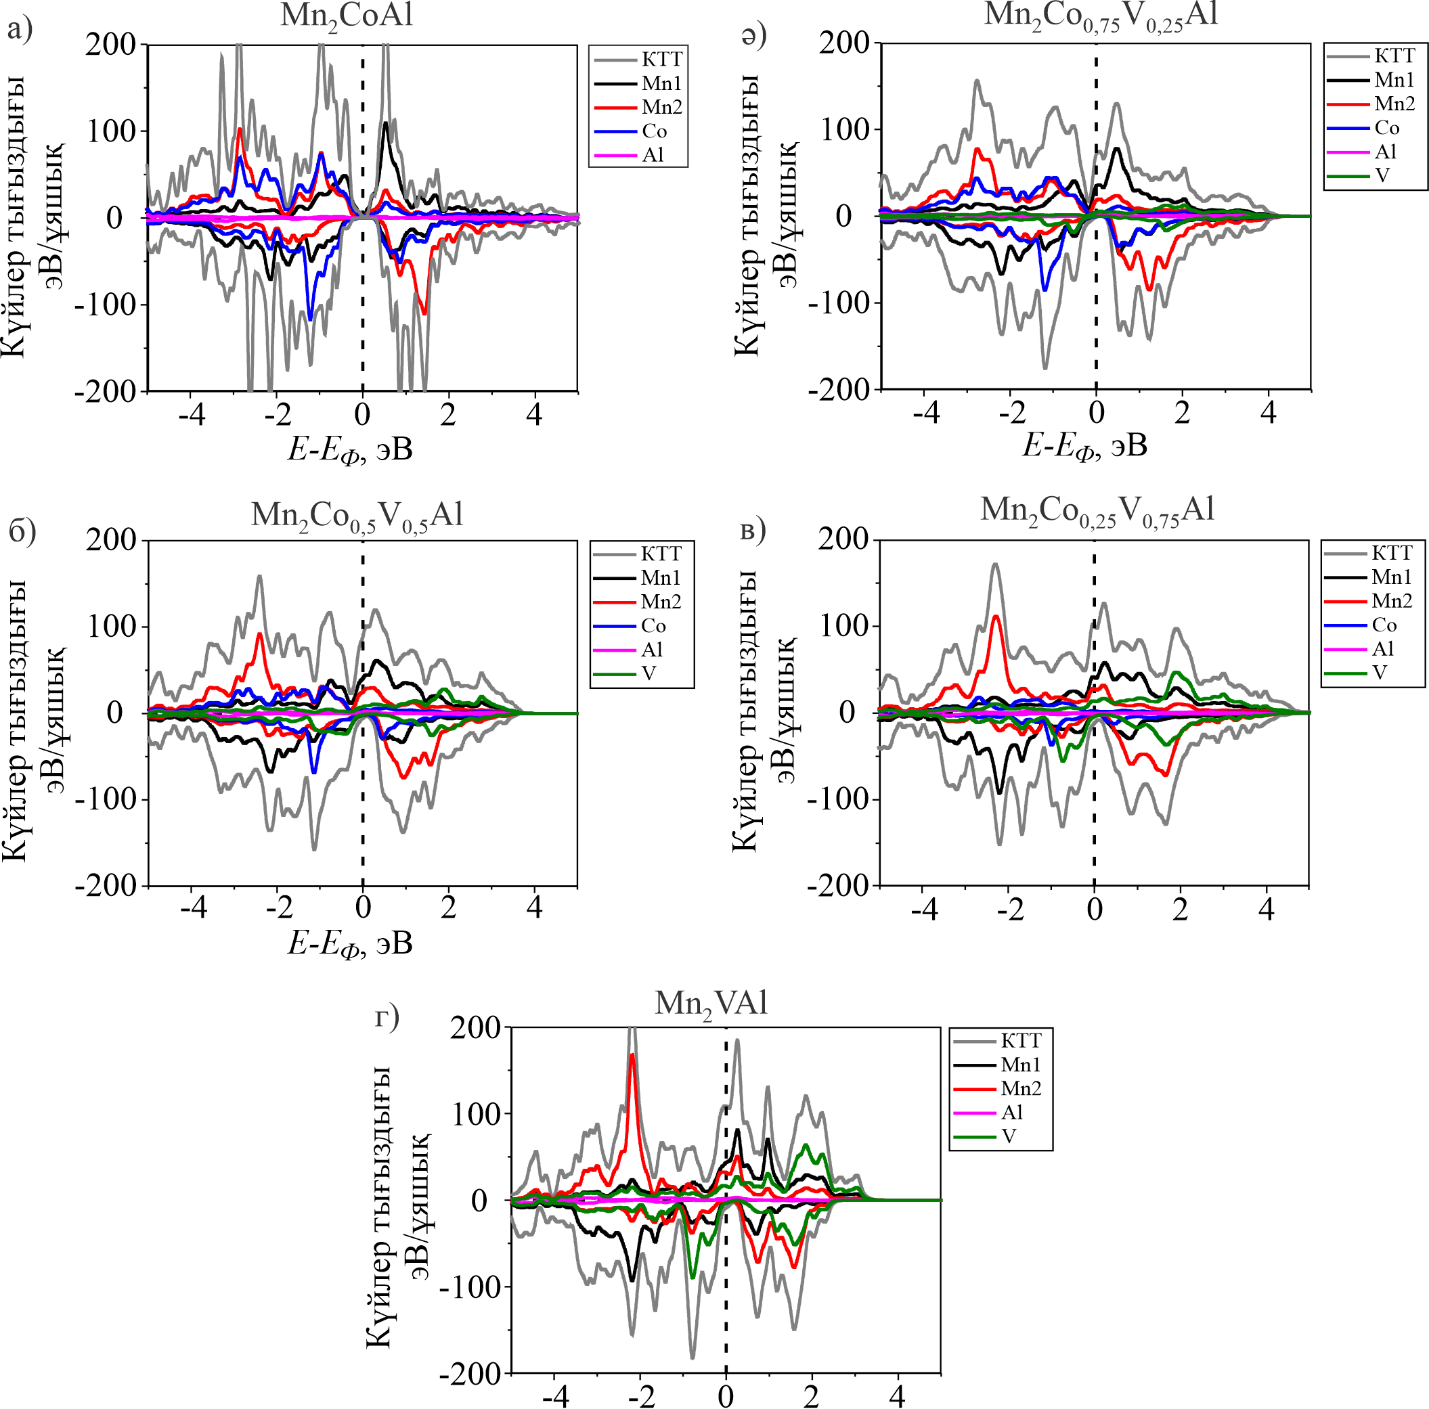 а)
Mn₂CoAl
Күйлер тығыздығы
эВ/ұяшық
200
100
0
-100
-200
-4 -2 0 2 4
E-EФ, эВ
КТТ
Mn1
Mn2
Co
Al
ә)
Mn₂Co₀,₇₅V₀,₂₅Al
Күйлер тығыздығы
эВ/ұяшық
200
100
0
-100
-200
-4 -2 0 2 4
E-EФ, эВ
КТТ
Mn1
Mn2
Co
Al
V
б)
Mn₂Co₀,₅V₀,₅Al
Күйлер тығыздығы
эВ/ұяшық
200
100
0
-100
-200
-4 -2 0 2 4
E-EФ, эВ
КТТ
Mn1
Mn2
Co
Al
V
в)
Mn₂Co₀,₂₅V₀,₇₅Al
Күйлер тығыздығы
эВ/ұяшық
200
100
0
-100
-200
-4 -2 0 2 4
КТТ
Mn1
Mn2
Co
Al
V
г)
Mn₂VAl
Күйлер тығыздығы
эВ/ұяшық
200
100
0
-100
-200
-4 -2 0 2 4
КТТ
Mn1
Mn2
Al
V